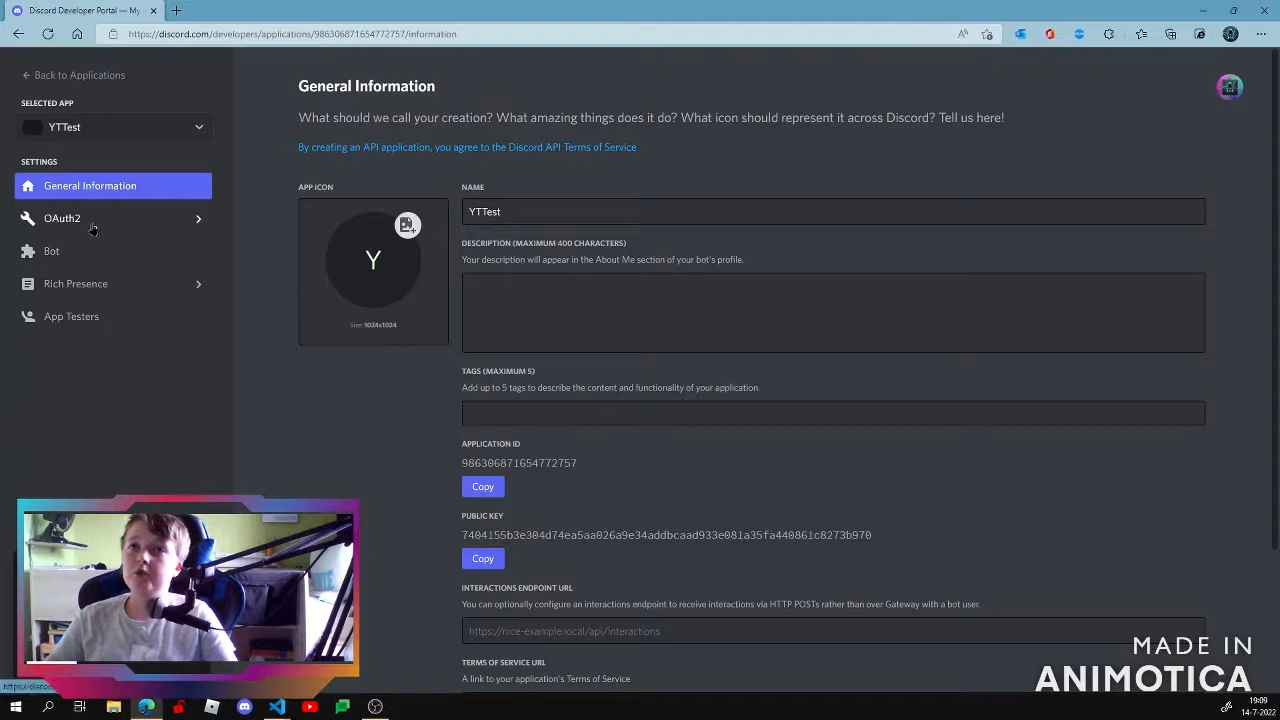 Discord Developer Portal — My
https://discord.com/developers/applications/986306871654772757/information
Back to Applications
SELECTED APP
YTTest
SETTINGS
General Information
OAuth2
Bot
Rich Presence
App Testers
General Information
What should we call your creation? What amazing things does it do? What icon should represent it across Discord? Tell us here!
By creating an API application, you agree to the Discord API Terms of Service
APP ICON
Y
Size: 1024x1024
NAME
YTTest
DESCRIPTION (MAXIMUM 400 CHARACTERS)
Your description will appear in the About Me section of your bot's profile.
TAGS (MAXIMUM 5)
Add up to 5 tags to describe the content and functionality of your application.
APPLICATION ID
986306871654772757
Copy
PUBLIC KEY
7404155b3e304d74ea5aa026a9e34addbcaad933e081a35fa440861c8273b970
Copy
INTERACTIONS ENDPOINT URL
You can optionally configure an interactions endpoint to receive interactions via HTTP POSTs rather than over Gateway with a bot user.
https://nice-example.local/api/interactions
TERMS OF SERVICE URL
A link to your application's Terms of Service
MADE IN
ANIMOTICA
19:09
14-7-2022